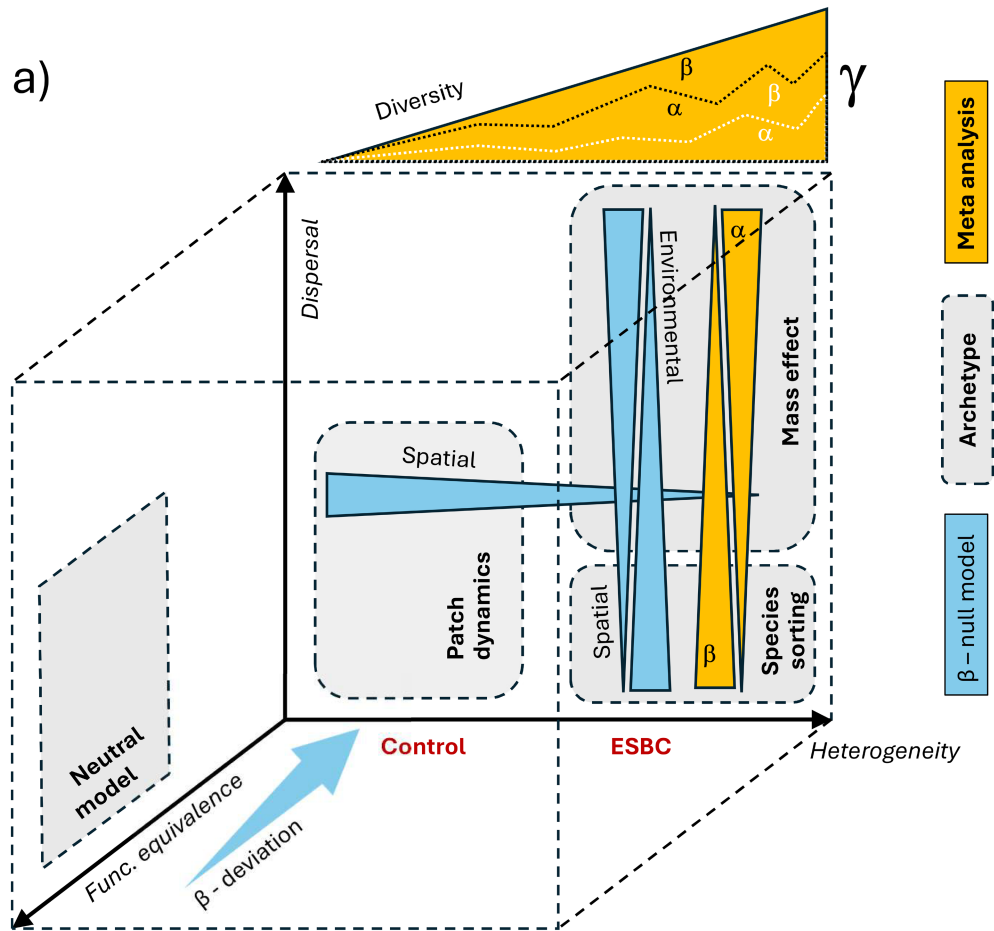 a)
Diversity
β
α
β
α
γ
Dispersal
Environmental
α
Mass effect
Spatial
Patch
dynamics
Spatial
β
Species
sorting
Neutral
model
Control
ESBC
Heterogeneity
Func. equivalence
β - deviation
Meta analysis
Archetype
β – null model